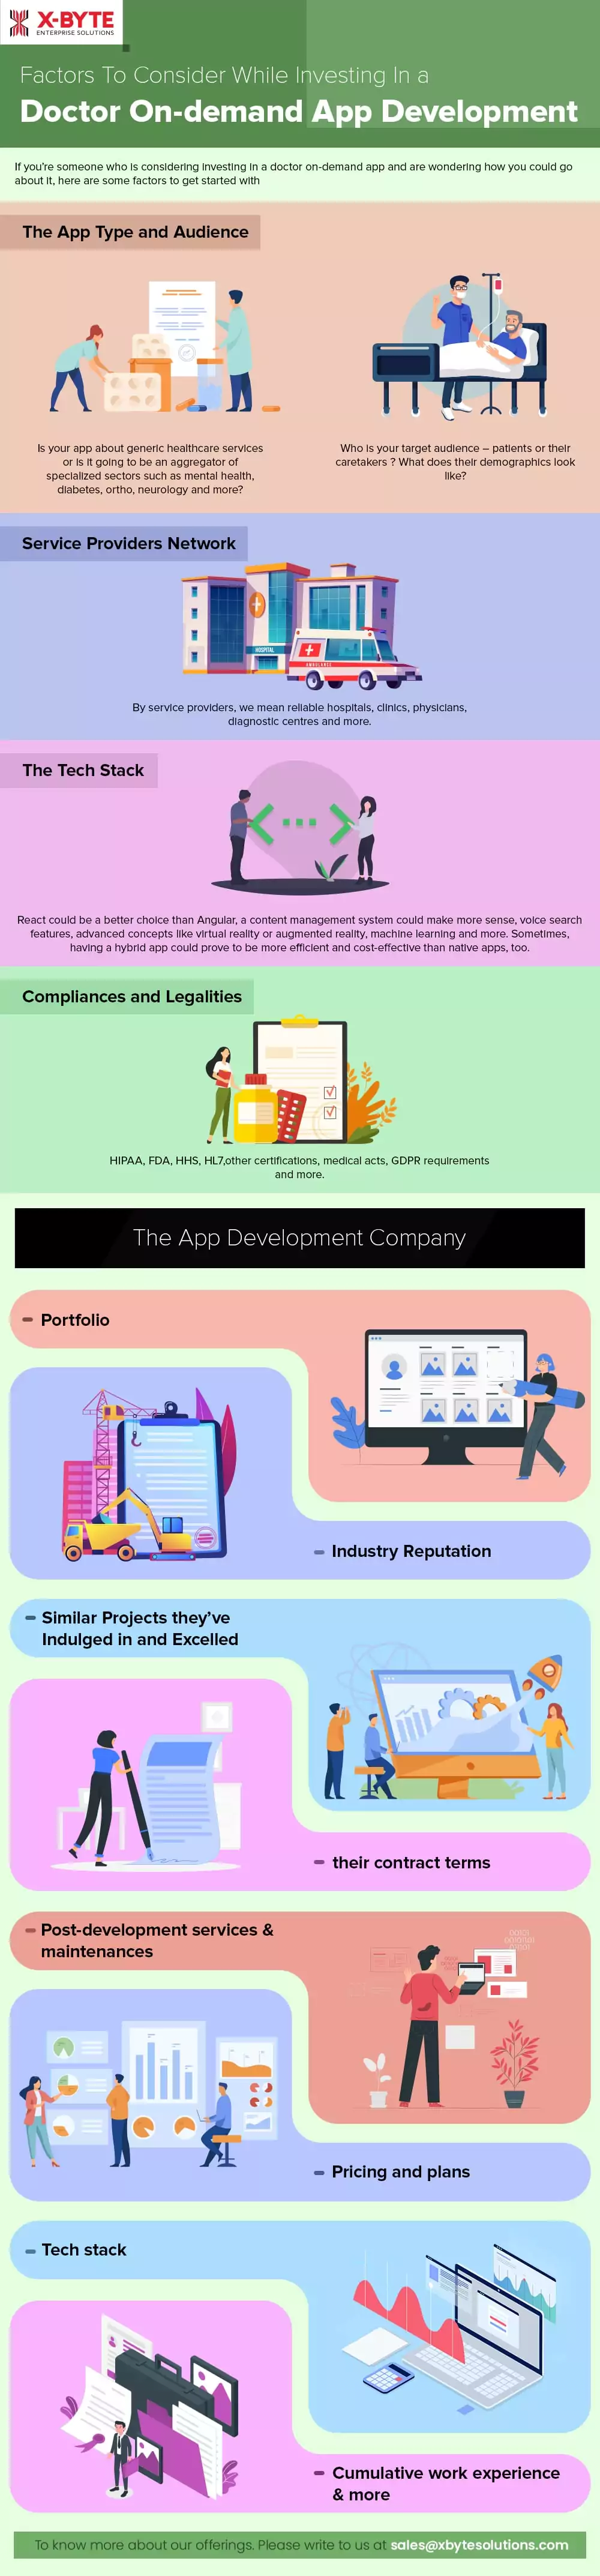 X-BYTE
ENTERPRISE SOLUTIONS
Factors To Consider While Investing In a
Doctor On-demand App Development
If you're someone who is considering investing in a doctor on-demand app and are wondering how you could go
about it, here are some factors to get started with
The App Type and Audience
Is your app about generic healthcare services
or is it going to be an aggregator of
specialized sectors such as mental health,
diabetes, ortho, neurology and more?
Who is your target audience – patients or their
caretakers ? What does their demographics look
like?
Service Providers Network
HOSPITAL
AMBULANCE
By service providers, we mean reliable hospitals, clinics, physicians,
diagnostic centres and more.
The Tech Stack
React could be a better choice than Angular, a content management system could make more sense, voice search
features, advanced concepts like virtual reality or augmented reality, machine learning and more. Sometimes,
having a hybrid app could prove to be more efficient and cost-effective than native apps, too.
Compliances and Legalities
HIPAA, FDA, HHS, HL7,other certifications, medical acts, GDPR requirements
and more.
The App Development Company
- Portfolio
- Industry Reputation
- Similar Projects they've
Indulged in and Excelled
- their contract terms
- Post-development services &
maintenances
- Pricing and plans
- Tech stack
- Cumulative work experience
& more
To know more about our offerings. Please write to us at sales@xbytesolutions.com